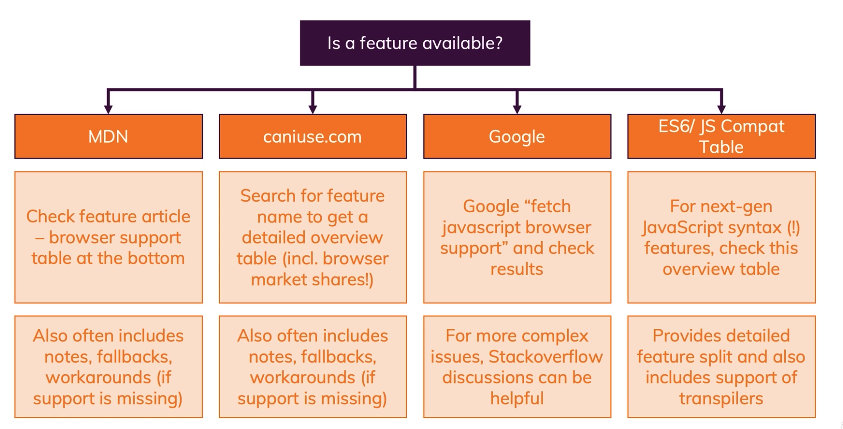 Is a feature available?
MDN
caniuse.com
Google
ES6/ JS Compat
Table
Check feature article
– browser support
table at the bottom
Search for feature
name to get a
detailed overview
table (incl. browser
market shares!)
Google “fetch
javascript browser
support” and check
results
For next-gen
JavaScript syntax (!)
features, check this
overview table
Also often includes
notes, fallbacks,
workarounds (if
support is missing)
Also often includes
notes, fallbacks,
workarounds (if
support is missing)
For more complex
issues, Stackoverflow
discussions can be
helpful
Provides detailed
feature split and also
includes support of
transpilers